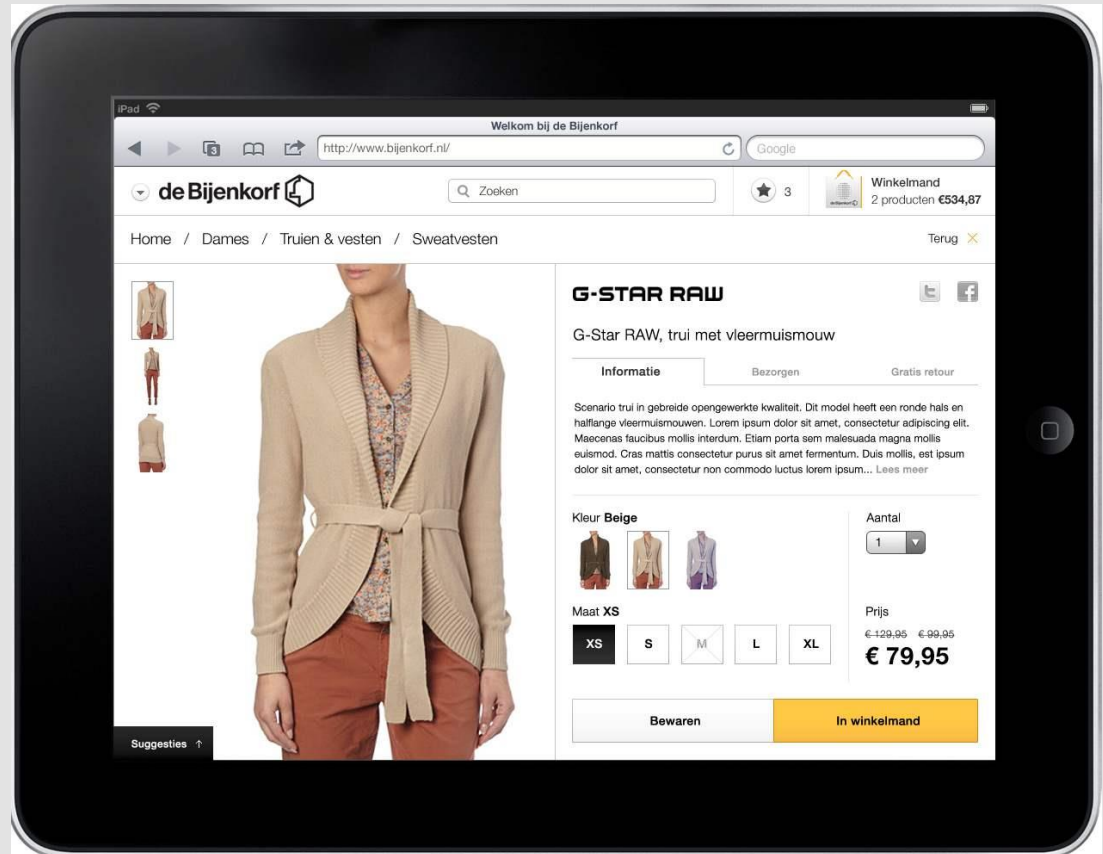 iPad
Welkom bij de Bijenkorf
3
http://www.bijenkorf.nl/
Google
de Bijenkorf
Zoeken
3
Winkelmand
2 producten €534,87
Home / Dames / Truien & vesten / Sweatvesten
Terug
G-STAR RAW
G-Star RAW, trui met vleermuismouw
Informatie
Bezorgen
Gratis retour
Scenario trui in gebreide opengewerkte kwaliteit. Dit model heeft een ronde hals en
halflange vleermuismouwen. Lorem ipsum dolor sit amet, consectetur adipiscing elit.
Maecenas faucibus mollis interdum. Etiam porta sem malesuada magna mollis
euismod. Cras mattis consectetur purus sit amet fermentum. Duis mollis, est ipsum
dolor sit amet, consectetur non commodo luctus lorem ipsum... Lees meer
Kleur Beige
Aantal
1
Maat XS
XS
S
M
L
XL
Prijs
€ 129,95 € 99,95
€ 79,95
Bewaren
In winkelmand
Suggesties ↑